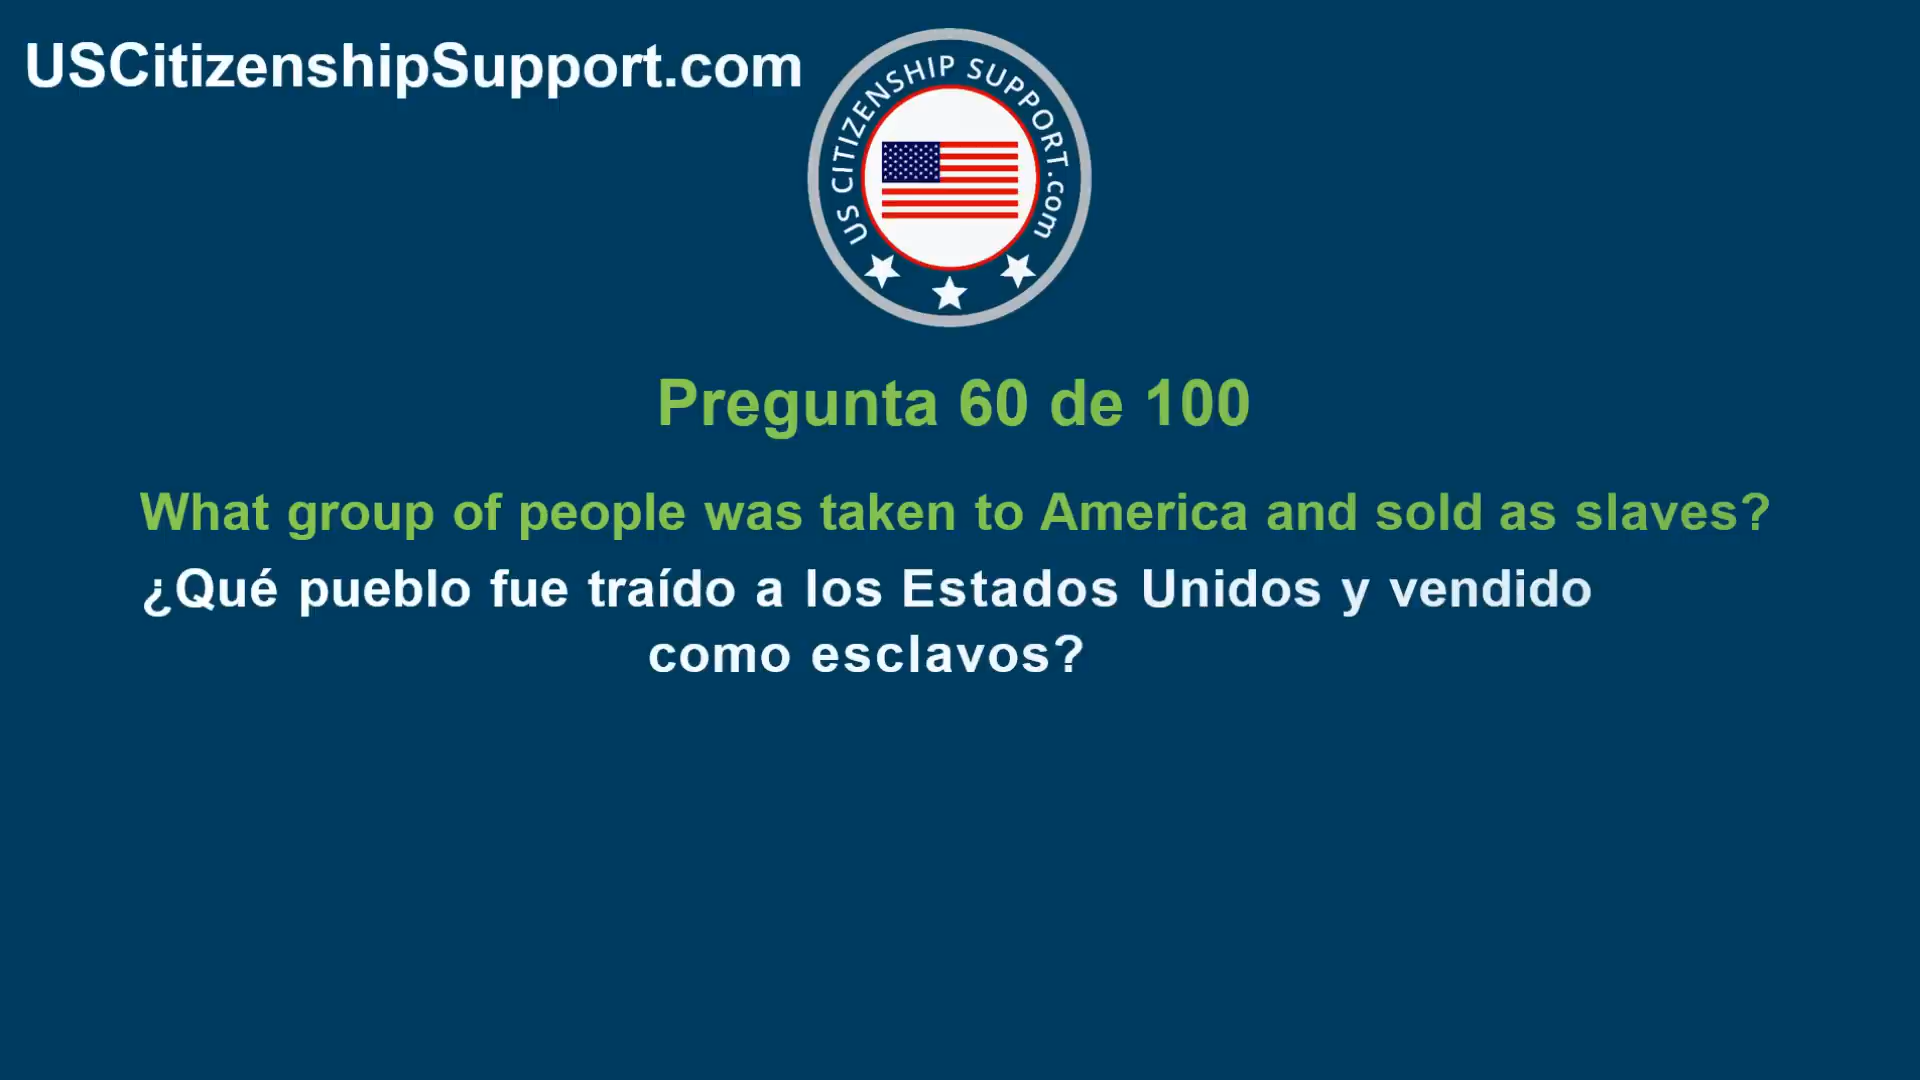 USCitizenshipSupport.com
US CITIZENSHIP SUPPORT.com
Pregunta 60 de 100
What group of people was taken to America and sold as slaves?
¿Qué pueblo fue traído a los Estados Unidos y vendido
como esclavos?